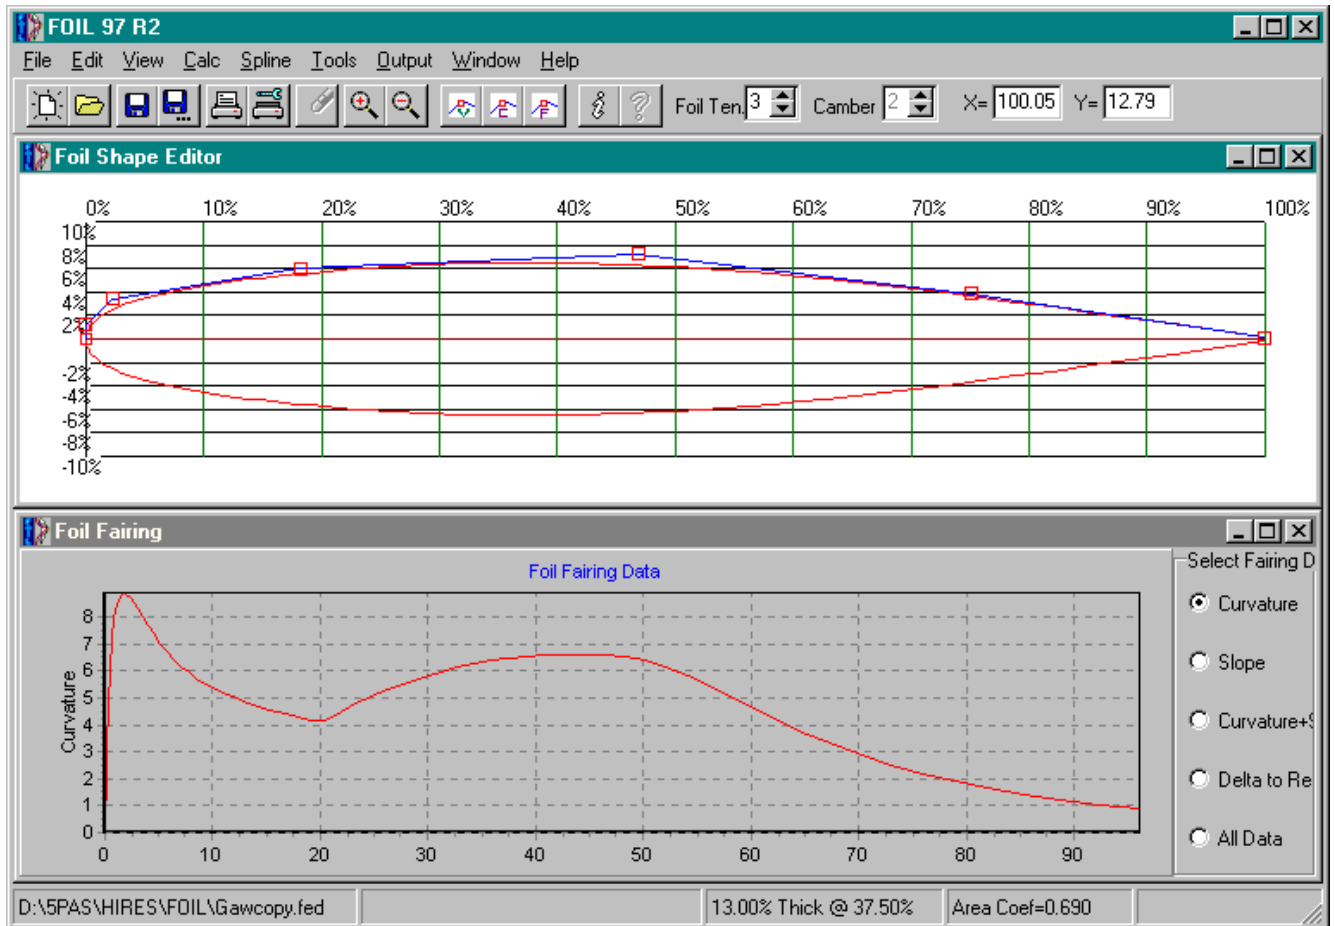 FOIL 97 R2
File Edit View Calc Spline Tools Output Window Help
Foil Ten. 3 Camber 2 X= 100.05 Y= 12.79
Foil Shape Editor
0% 10% 20% 30% 40% 50% 60% 70% 80% 90% 100%
10%
8%
6%
4%
2%
-2%
-4%
-6%
-8%
-10%
Foil Fairing
Foil Fairing Data
Select Fairing D
Curvature
Slope
Curvature+S
Delta to Re
All Data
Curvature
8
7
6
5
4
3
2
1
0
0 10 20 30 40 50 60 70 80 90
D:\5PAS\HIRES\FOIL\Gawcopy.fed 13.00% Thick @ 37.50% Area Coef=0.690